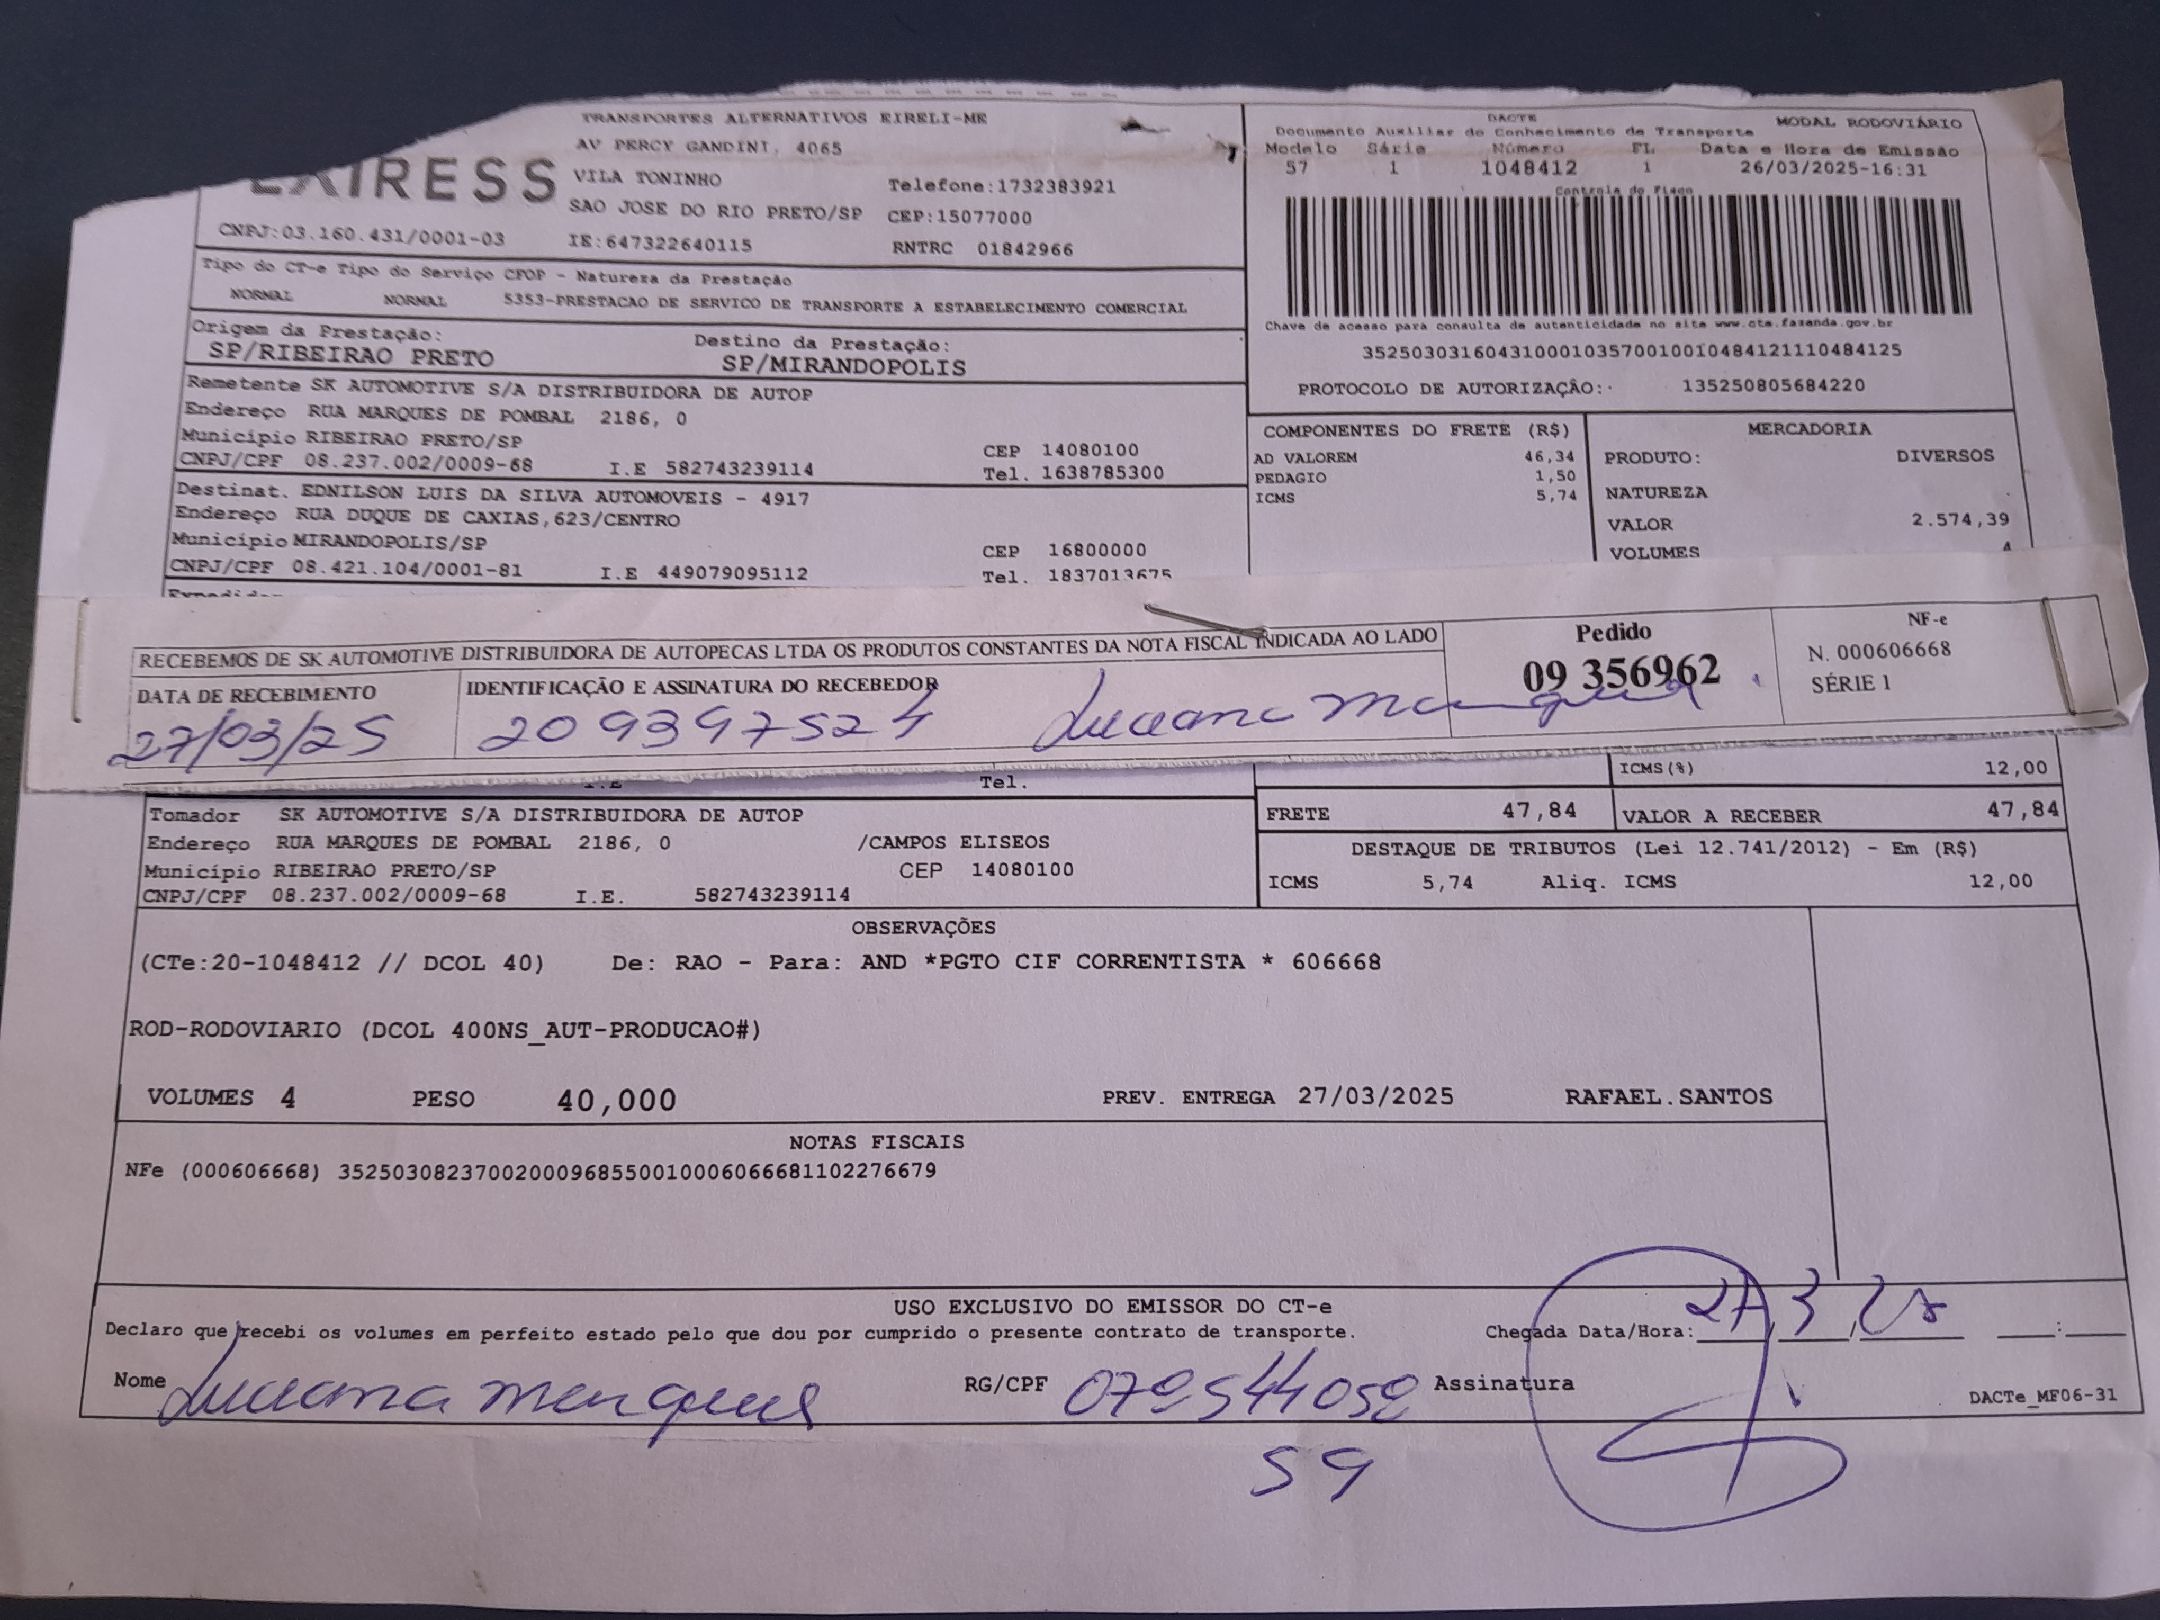 TRANSPORTES ALTERNATIVOS EIRELI-ME
AV PERCY GANDINI, 4065
VILA TONINHO
Telefone:1732383921
SAO JOSE DO RIO PRETO/SP CEP:15077000
CNPJ:03.160.431/0001-03 IE:647322640115 RNTRC 01842966
Tipo do CT-e Tipo do Serviço CFOP - Natureza da Prestação
NORMAL NORMAL 5353-PRESTACAO DE SERVICO DE TRANSPORTE A ESTABELECIMENTO COMERCIAL
Origem da Prestação: Destino da Prestação:
SP/RIBEIRAO PRETO SP/MIRANDOPOLIS
Remetente SK AUTOMOTIVE S/A DISTRIBUIDORA DE AUTOP
Endereço RUA MARQUES DE POMBAL 2186, 0
Município RIBEIRAO PRETO/SP CEP 14080100
CNPJ/CPF 08.237.002/0009-68 I.E 582743239114 Tel. 1638785300
Destinat. EDNILSON LUIS DA SILVA AUTOMOVEIS - 4917
Endereço RUA DUQUE DE CAXIAS,623/CENTRO
Município MIRANDOPOLIS/SP CEP 16800000
CNPJ/CPF 08.421.104/0001-81 I.E 449079095112 Tel. 1837013675
DACTE MODAL RODOVIÁRIO
Documento Auxiliar do Conhecimento de Transporte
Modelo Série Número FL Data e Hora de Emissão
57 1 1048412 1 26/03/2025-16:31
Controle do Fisco
Chave de acesso para consulta de autenticidade no site www.cte.fazenda.gov.br
35250303160431000103570010010484121110484125
PROTOCOLO DE AUTORIZAÇÃO: 135250805684220
COMPONENTES DO FRETE (R$) MERCADORIA
AD VALOREM 46,34 PRODUTO: DIVERSOS
PEDAGIO 1,50 NATUREZA
ICMS 5,74
VALOR 2.574,39
VOLUMES 4
RECEBEMOS DE SK AUTOMOTIVE DISTRIBUIDORA DE AUTOPECAS LTDA OS PRODUTOS CONSTANTES DA NOTA FISCAL INDICADA AO LADO
Pedido
09 356962
NF-e
N. 000606668
SÉRIE 1
DATA DE RECEBIMENTO IDENTIFICAÇÃO E ASSINATURA DO RECEBEDOR
27/03/25 209397524
I.E Tel.
ICMS(%) 12,00
Tomador SK AUTOMOTIVE S/A DISTRIBUIDORA DE AUTOP
Endereço RUA MARQUES DE POMBAL 2186, 0 /CAMPOS ELISEOS
Município RIBEIRAO PRETO/SP CEP 14080100
CNPJ/CPF 08.237.002/0009-68 I.E. 582743239114
FRETE 47,84 VALOR A RECEBER 47,84
DESTAQUE DE TRIBUTOS (Lei 12.741/2012) - Em (R$)
ICMS 5,74 Aliq. ICMS 12,00
OBSERVAÇÕES
(CTe:20-1048412 // DCOL 40) De: RAO - Para: AND *PGTO CIF CORRENTISTA * 606668
ROD-RODOVIARIO (DCOL 400NS_AUT-PRODUCAO#)
VOLUMES 4 PESO 40,000 PREV. ENTREGA 27/03/2025 RAFAEL.SANTOS
NOTAS FISCAIS
NFe (000606668) 35250308237002000968550010006066681102276679
USO EXCLUSIVO DO EMISSOR DO CT-e
Declaro que recebi os volumes em perfeito estado pelo que dou por cumprido o presente contrato de transporte. Chegada Data/Hora: 27 3 25
Nome RG/CPF Assinatura
59
DACTe_MF06-31